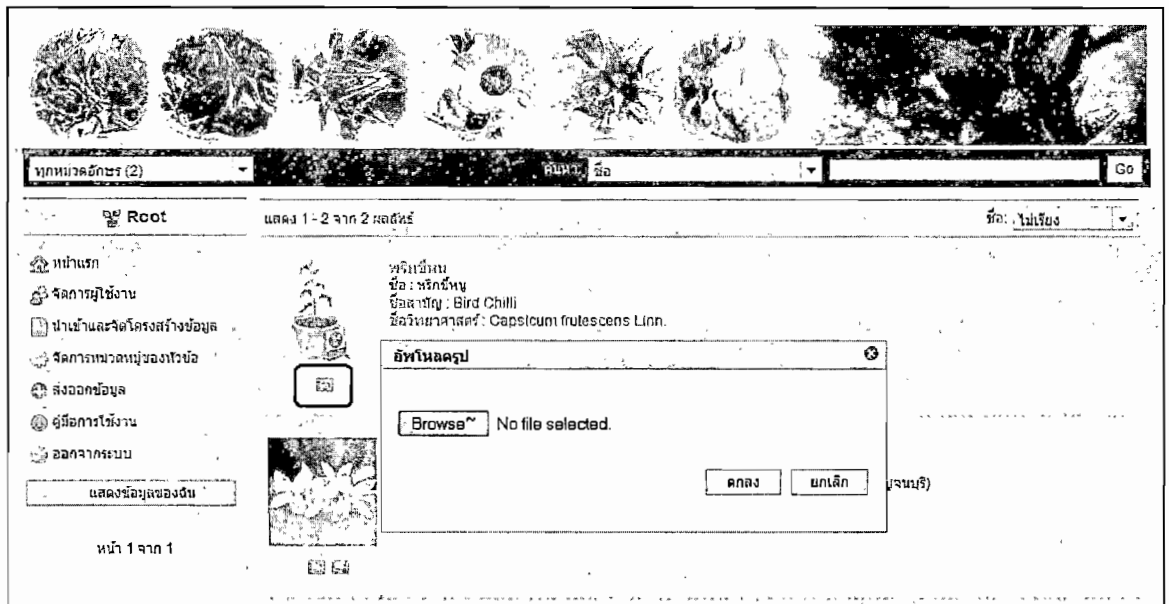 ทุกหมวดอักษร (2) ค้นหา: ชื่อ Go
Root
แสดง 1 - 2 จาก 2 ผลลัพธ์ ชื่อ: ไม่เรียง
หน้าแรก
จัดการผู้ใช้งาน
นำเข้าและจัดโครงสร้างข้อมูล
จัดการหมวดหมู่ของหัวข้อ
ส่งออกข้อมูล
คู่มือการใช้งาน
ออกจากระบบ
แสดงข้อมูลของฉัน
หน้า 1 จาก 1
พริกขี้หนู
ชื่อ : พริกขี้หนู
ชื่อสามัญ : Bird Chilli
ชื่อวิทยาศาสตร์ : Capsicum frutescens Linn.
อัพโหลดรูป
Browse~ No file selected.
ตกลง ยกเลิก